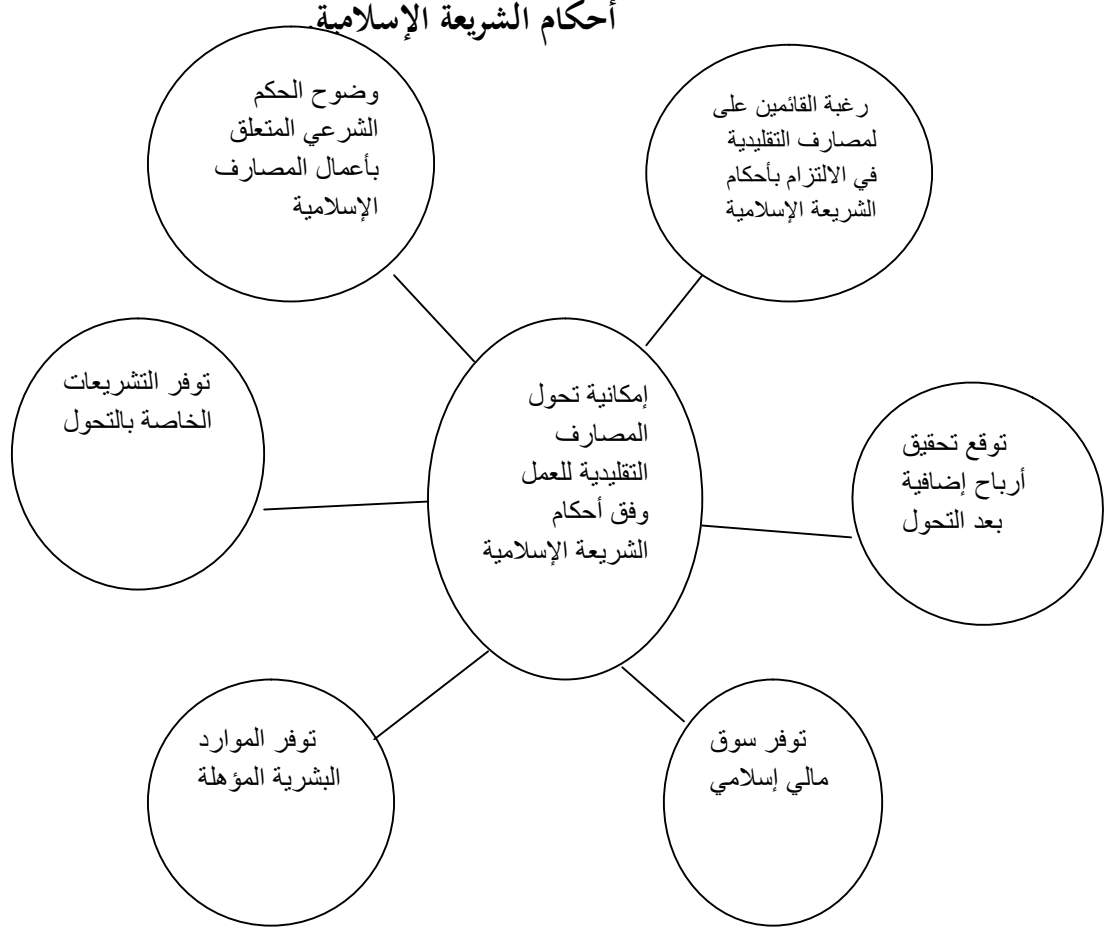 أحكام الشريعة الإسلامية.
رغبة القائمين على
لمصارف التقليدية
في الالتزام بأحكام
الشريعة الإسلامية
وضوح الحكم
الشرعي المتعلق
بأعمال المصارف
الإسلامية
إمكانية تحول
المصارف
التقليدية للعمل
وفق أحكام
الشريعة الإسلامية
توقع تحقيق
أرباح إضافية
بعد التحول
توفر التشريعات
الخاصة بالتحول
توفر سوق
مالي إسلامي
توفر الموارد
البشرية المؤهلة